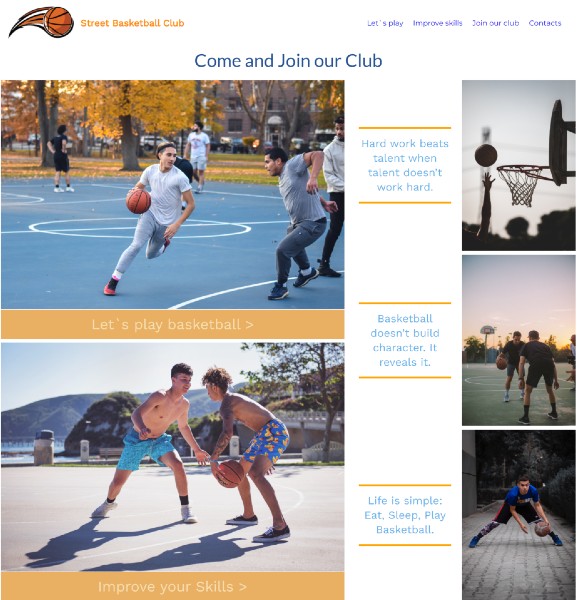 Street Basketball Club
Let`s play Improve skills Join our club Contacts
Come and Join our Club
Let`s play basketball >
Improve your Skills >
Hard work beats
talent when
talent doesn't
work hard.
Basketball
doesn't build
character. It
reveals it.
Life is simple:
Eat, Sleep, Play
Basketball.